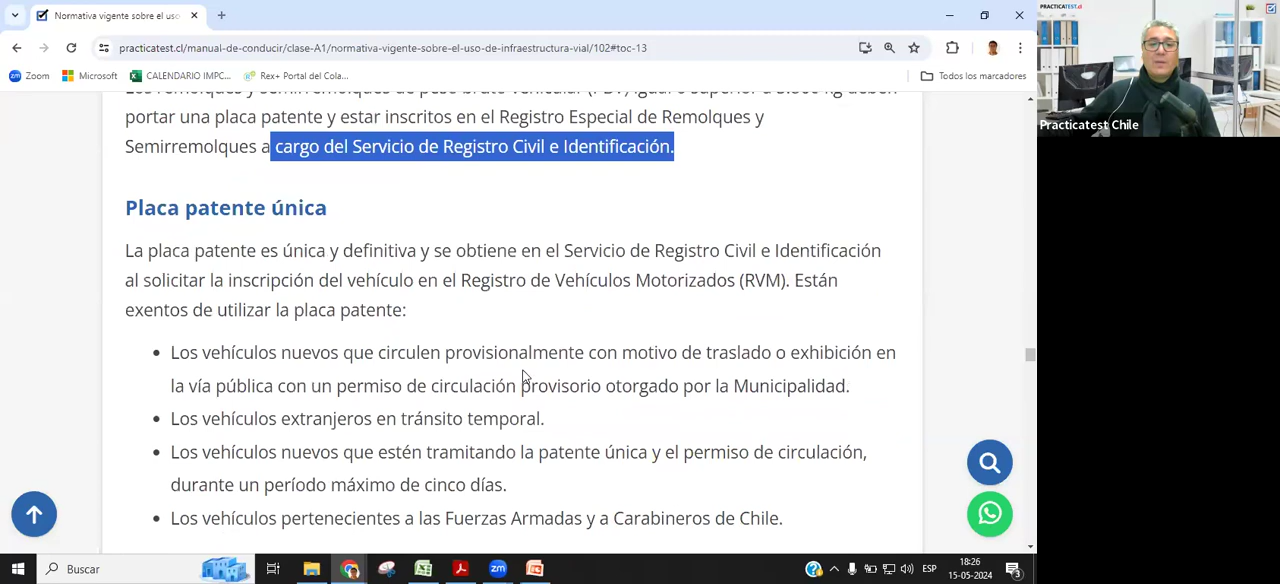 Normativa vigente sobre el uso
practicatest.cl/manual-de-conducir/clase-A1/normativa-vigente-sobre-el-uso-de-infraestructura-vial/102#toc-13
Zoom
Microsoft
CALENDARIO IMPC...
Rex+ Portal del Cola...
Todos los marcadores
portar una placa patente y estar inscritos en el Registro Especial de Remolques y
Semirremolques a cargo del Servicio de Registro Civil e Identificación.
Placa patente única
La placa patente es única y definitiva y se obtiene en el Servicio de Registro Civil e Identificación
al solicitar la inscripción del vehículo en el Registro de Vehículos Motorizados (RVM). Están
exentos de utilizar la placa patente:
Los vehículos nuevos que circulen provisionalmente con motivo de traslado o exhibición en
la vía pública con un permiso de circulación provisorio otorgado por la Municipalidad.
Los vehículos extranjeros en tránsito temporal.
Los vehículos nuevos que estén tramitando la patente única y el permiso de circulación,
durante un período máximo de cinco días.
Los vehículos pertenecientes a las Fuerzas Armadas y a Carabineros de Chile.
Buscar
ESP
18:26
15-05-2024
3
PRACTICATEST.cl
Practicatest Chile